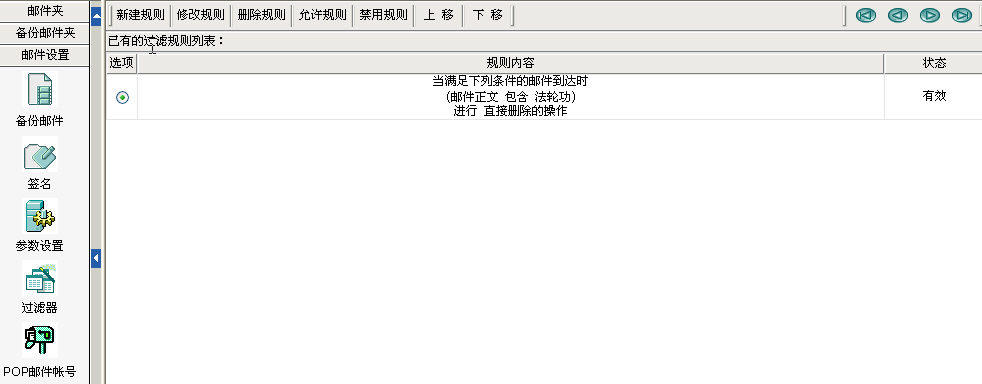 邮件夹
备份邮件夹
邮件设置
备份邮件
签名
参数设置
过滤器
POP邮件帐号
新建规则 修改规则 删除规则 允许规则 禁用规则 上 移 下 移
已有的过滤规则列表：
选项 规则内容 状态
当满足下列条件的邮件到达时
(邮件正文 包含 法轮功)
进行 直接删除的操作
有效